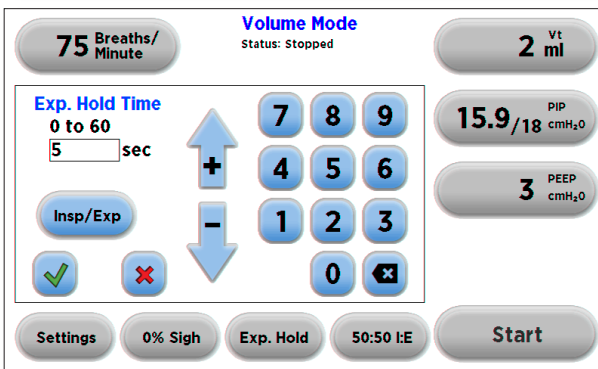 75 Breaths/
Minute
Volume Mode
Status: Stopped
2 Vt
ml
Exp. Hold Time
0 to 60
5 sec
+
Insp/Exp
−
7 8 9
4 5 6
1 2 3
0
15.9/18 PIP
cmH₂O
3 PEEP
cmH₂O
Settings
0% Sigh
Exp. Hold
50:50 I:E
Start